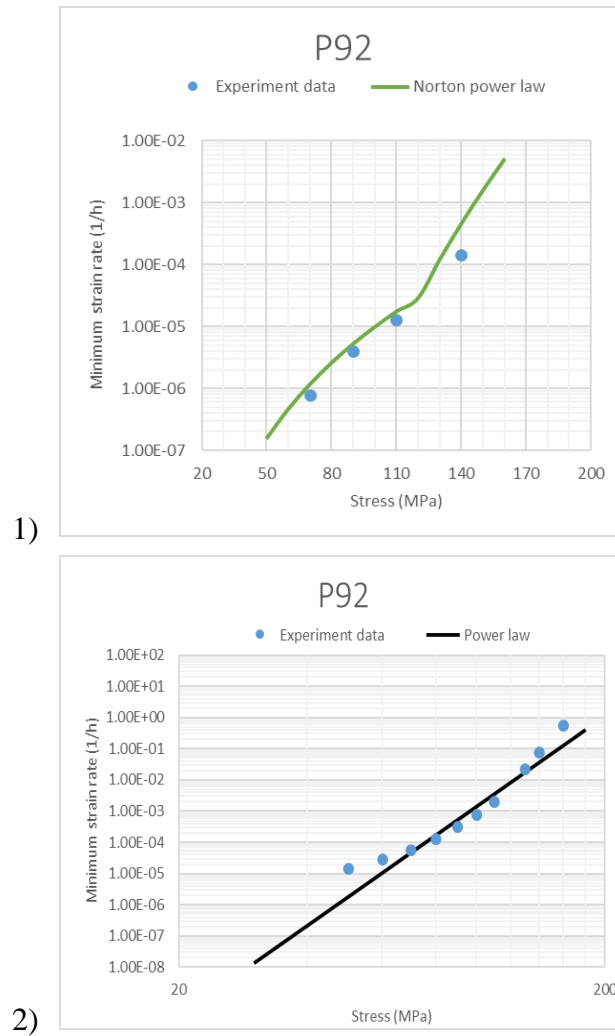 P92
Experiment data Norton power law
Minimum strain rate (1/h)
1.00E-02
1.00E-03
1.00E-04
1.00E-05
1.00E-06
1.00E-07
20 50 80 110 140 170 200
Stress (MPa)
1)
P92
Experiment data Power law
Minimum strain rate (1/h)
1.00E+02
1.00E+01
1.00E+00
1.00E-01
1.00E-02
1.00E-03
1.00E-04
1.00E-05
1.00E-06
1.00E-07
1.00E-08
20 200
Stress (MPa)
2)